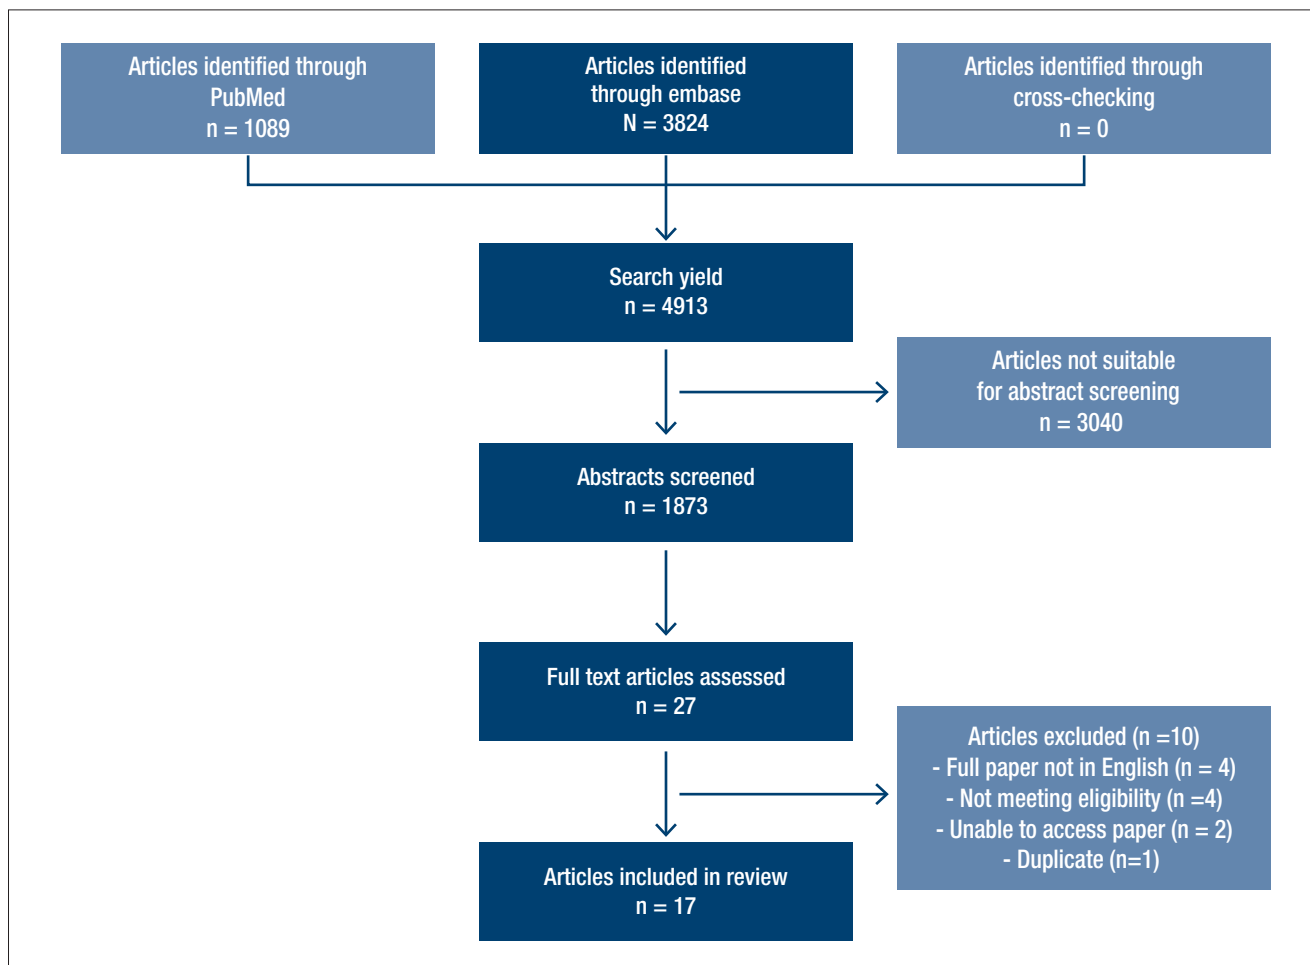 Articles identified through
PubMed
n = 1089
Articles identified
through embase
N = 3824
Articles identified through
cross-checking
n = 0
Search yield
n = 4913
Articles not suitable
for abstract screening
n = 3040
Abstracts screened
n = 1873
Full text articles assessed
n = 27
Articles excluded (n =10)
- Full paper not in English (n = 4)
- Not meeting eligibility (n =4)
- Unable to access paper (n = 2)
- Duplicate (n=1)
Articles included in review
n = 17